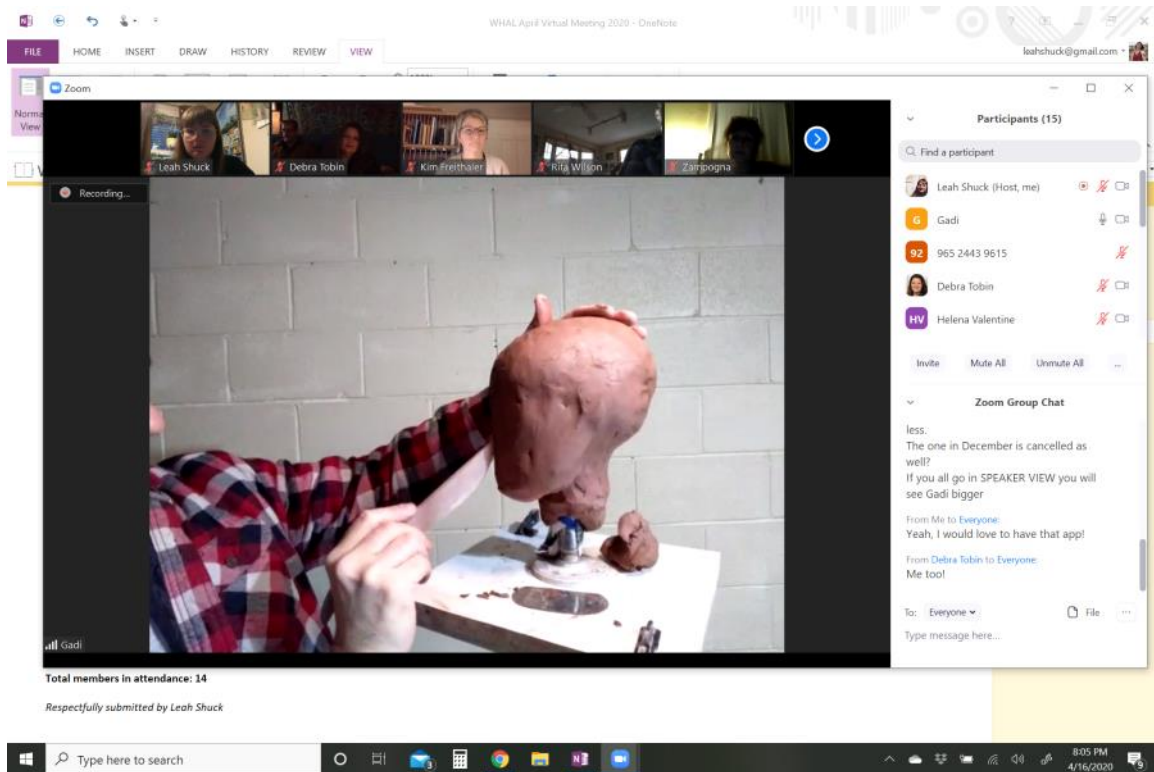 WHAL April Virtual Meeting 2020 - OneNote
FILE HOME INSERT DRAW HISTORY REVIEW VIEW
leahshuck@gmail.com
Normal View
Zoom
Leah Shuck
Debra Tobin
Kim Freithaler
Rita Wilson
Zampogna
Recording...
Gadi
Participants (15)
Find a participant
Leah Shuck (Host, me)
G Gadi
92 965 2443 9615
Debra Tobin
HV Helena Valentine
Invite Mute All Unmute All ...
Zoom Group Chat
less.
The one in December is cancelled as
well?
If you all go in SPEAKER VIEW you will
see Gadi bigger
From Me to Everyone:
Yeah, I would love to have that app!
From Debra Tobin to Everyone:
Me too!
To: Everyone File ...
Type message here...
Total members in attendance: 14
Respectfully submitted by Leah Shuck
Type here to search
8:05 PM
4/16/2020